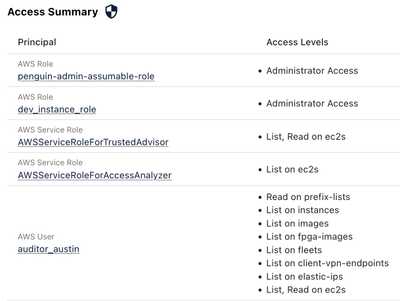 Access Summary
Principal
Access Levels
AWS Role
penguin-admin-assumable-role
• Administrator Access
AWS Role
dev_instance_role
• Administrator Access
AWS Service Role
AWSServiceRoleForTrustedAdvisor
• List, Read on ec2s
AWS Service Role
AWSServiceRoleForAccessAnalyzer
• List on ec2s
AWS User
auditor_austin
• Read on prefix-lists
• List on instances
• List on images
• List on fpga-images
• List on fleets
• List on client-vpn-endpoints
• List on elastic-ips
• List, Read on ec2s